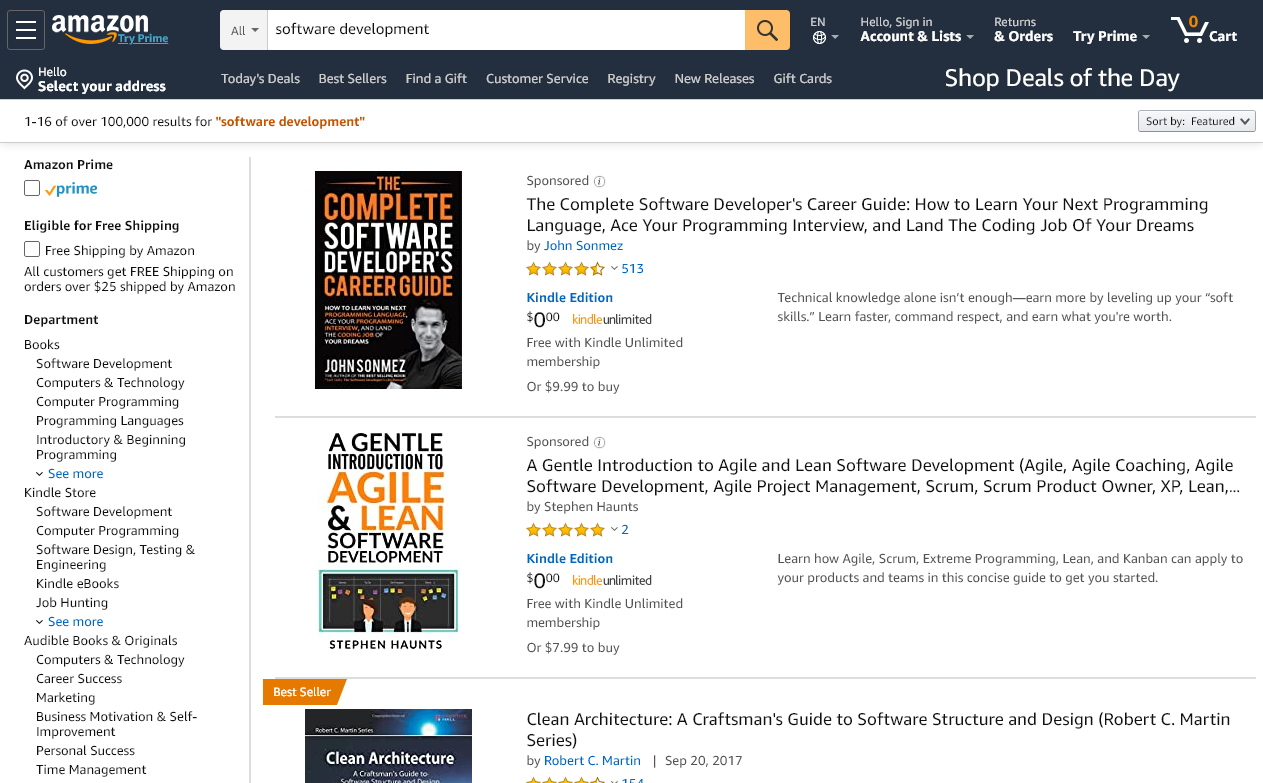 amazon
Try Prime
All
software development
EN
Hello, Sign in
Account & Lists
Returns
& Orders
Try Prime
0
Cart
Hello
Select your address
Today's Deals
Best Sellers
Find a Gift
Customer Service
Registry
New Releases
Gift Cards
Shop Deals of the Day
1-16 of over 100,000 results for "software development"
Sort by: Featured
Amazon Prime
prime
Eligible for Free Shipping
Free Shipping by Amazon
All customers get FREE Shipping on
orders over $25 shipped by Amazon
Department
Books
Software Development
Computers & Technology
Computer Programming
Programming Languages
Introductory & Beginning
Programming
See more
Kindle Store
Software Development
Computer Programming
Software Design, Testing &
Engineering
Kindle eBooks
Job Hunting
See more
Audible Books & Originals
Computers & Technology
Career Success
Marketing
Business Motivation & Self-
Improvement
Personal Success
Time Management
THE
COMPLETE
SOFTWARE
DEVELOPER'S
CAREER GUIDE
HOW TO LEARN YOUR NEXT
PROGRAMMING LANGUAGE,
ACE YOUR PROGRAMMING
INTERVIEW, AND LAND
THE CODING JOB OF
YOUR DREAMS
JOHN SONMEZ
Sponsored
The Complete Software Developer's Career Guide: How to Learn Your Next Programming
Language, Ace Your Programming Interview, and Land The Coding Job Of Your Dreams
by John Sonmez
513
Kindle Edition
$0.00 kindleunlimited
Free with Kindle Unlimited
membership
Or $9.99 to buy
Technical knowledge alone isn’t enough—earn more by leveling up your “soft
skills.” Learn faster, command respect, and earn what you're worth.
A GENTLE
INTRODUCTION TO
AGILE
& LEAN
SOFTWARE
DEVELOPMENT
STEPHEN HAUNTS
Sponsored
A Gentle Introduction to Agile and Lean Software Development (Agile, Agile Coaching, Agile
Software Development, Agile Project Management, Scrum, Scrum Product Owner, XP, Lean,...
by Stephen Haunts
2
Kindle Edition
$0.00 kindleunlimited
Free with Kindle Unlimited
membership
Or $7.99 to buy
Learn how Agile, Scrum, Extreme Programming, Lean, and Kanban can apply to
your products and teams in this concise guide to get you started.
Best Seller
Robert C. Martin Series
Clean Architecture
A Craftsman's Guide to
Software Structure and Design
Clean Architecture: A Craftsman's Guide to Software Structure and Design (Robert C. Martin
Series)
by Robert C. Martin | Sep 20, 2017
154